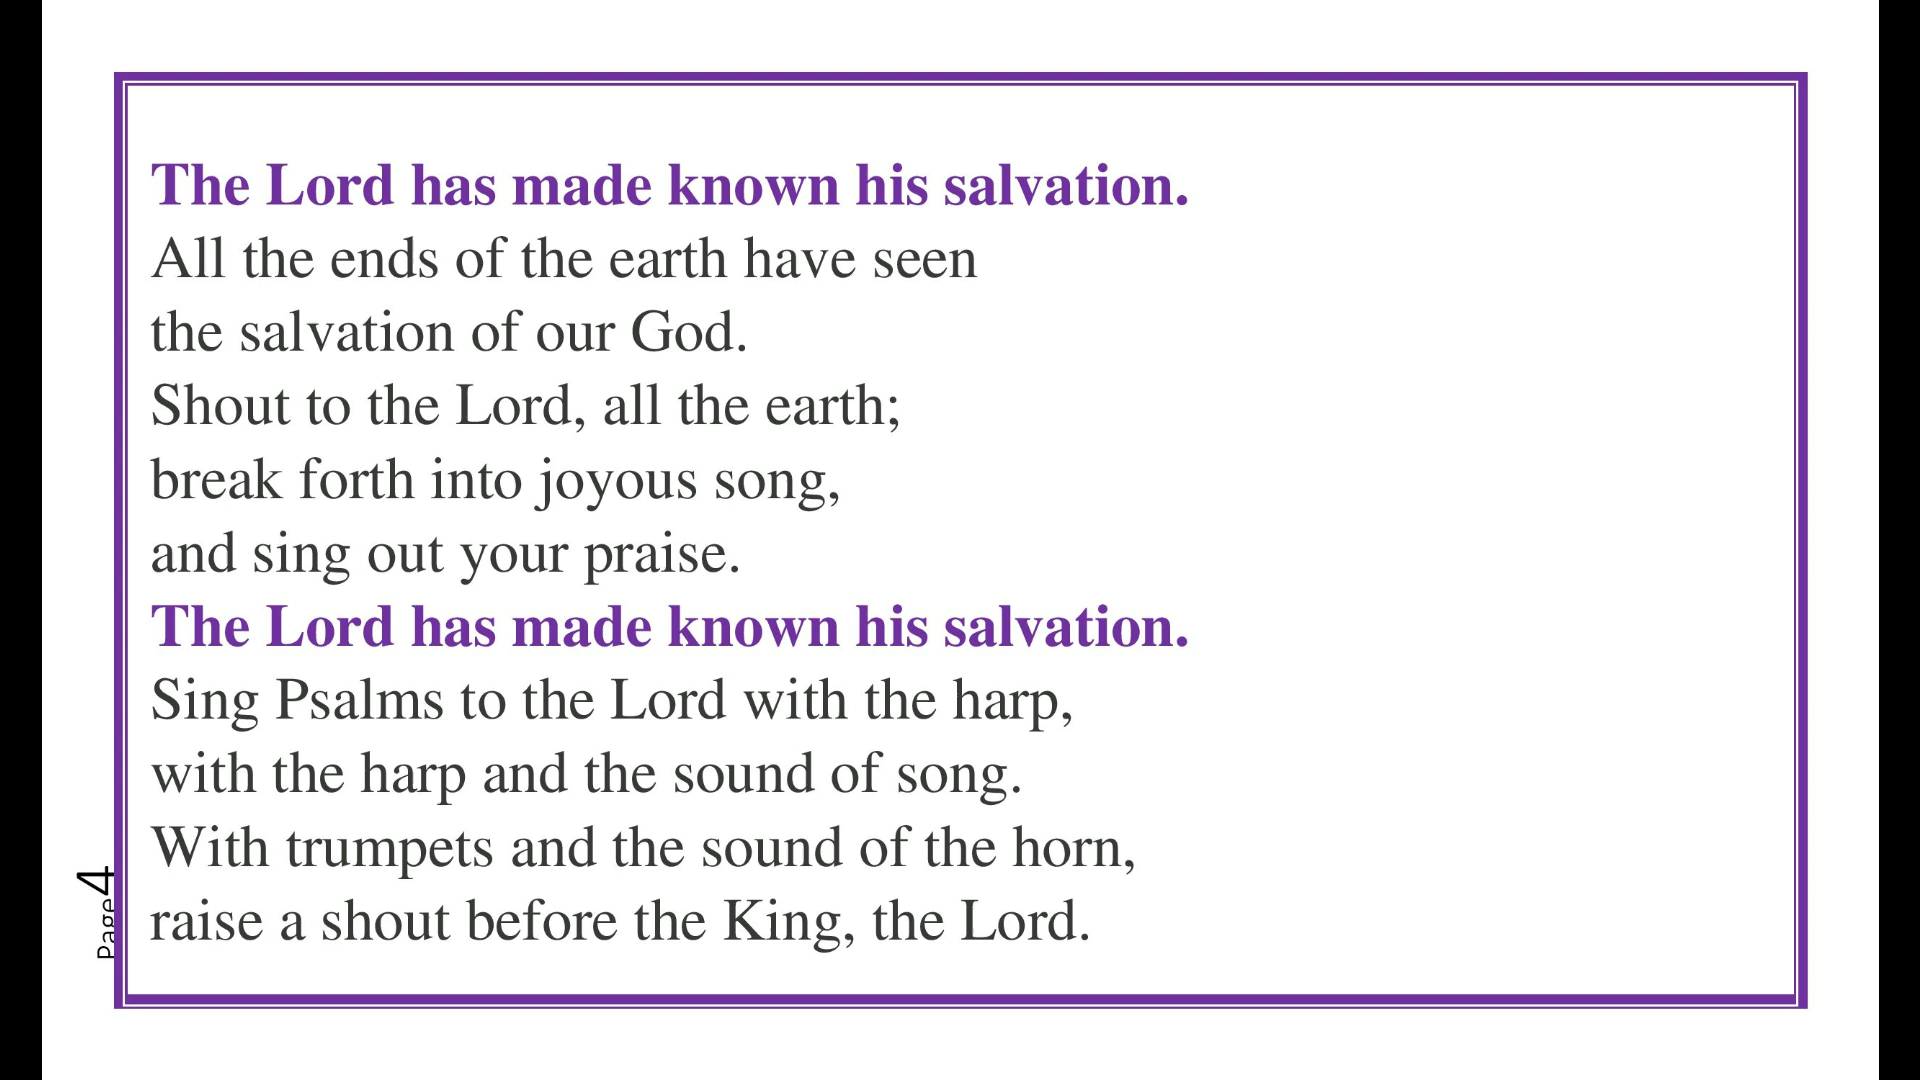 The Lord has made known his salvation.
All the ends of the earth have seen
the salvation of our God.
Shout to the Lord, all the earth;
break forth into joyous song,
and sing out your praise.
The Lord has made known his salvation.
Sing Psalms to the Lord with the harp,
with the harp and the sound of song.
With trumpets and the sound of the horn,
raise a shout before the King, the Lord.
Page4